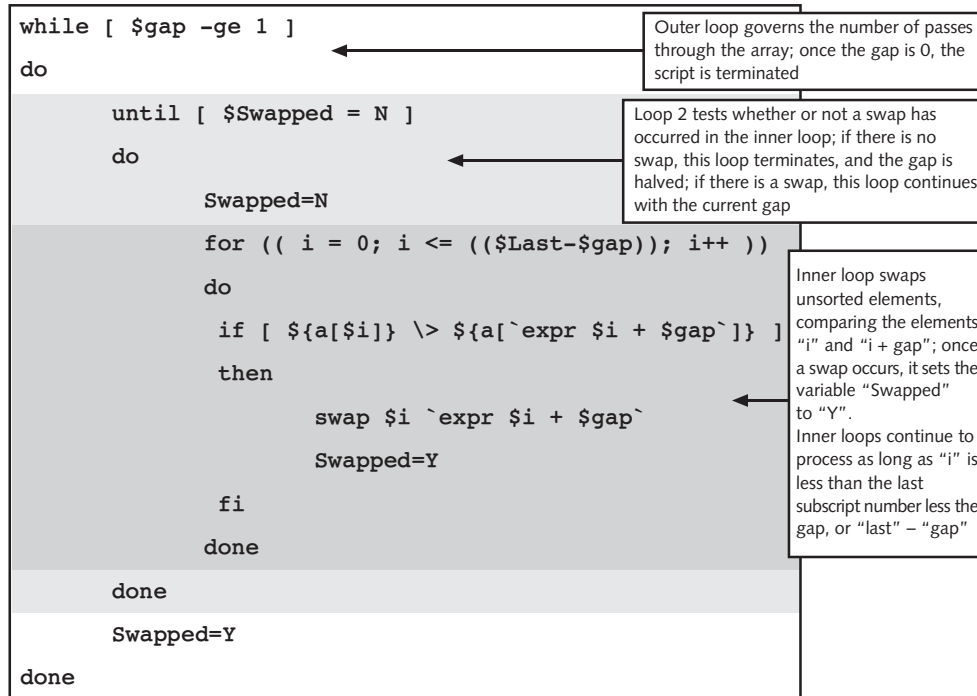 while [ $gap -ge 1 ]
do
until [ $Swapped = N ]
do
Swapped=N
for (( i = 0; i <= (($Last-$gap)); i++ ))
do
if [ ${a[$i]} \> ${a[`expr $i + $gap`]} ]
then
swap $i `expr $i + $gap`
Swapped=Y
fi
done
done
Swapped=Y
done
Outer loop governs the number of passes
through the array; once the gap is 0, the
script is terminated
Loop 2 tests whether or not a swap has
occurred in the inner loop; if there is no
swap, this loop terminates, and the gap is
halved; if there is a swap, this loop continues
with the current gap
Inner loop swaps
unsorted elements,
comparing the elements
“i” and “i + gap”; once
a swap occurs, it sets the
variable “Swapped”
to “Y”.
Inner loops continue to
process as long as “i” is
less than the last
subscript number less the
gap, or “last” – “gap”